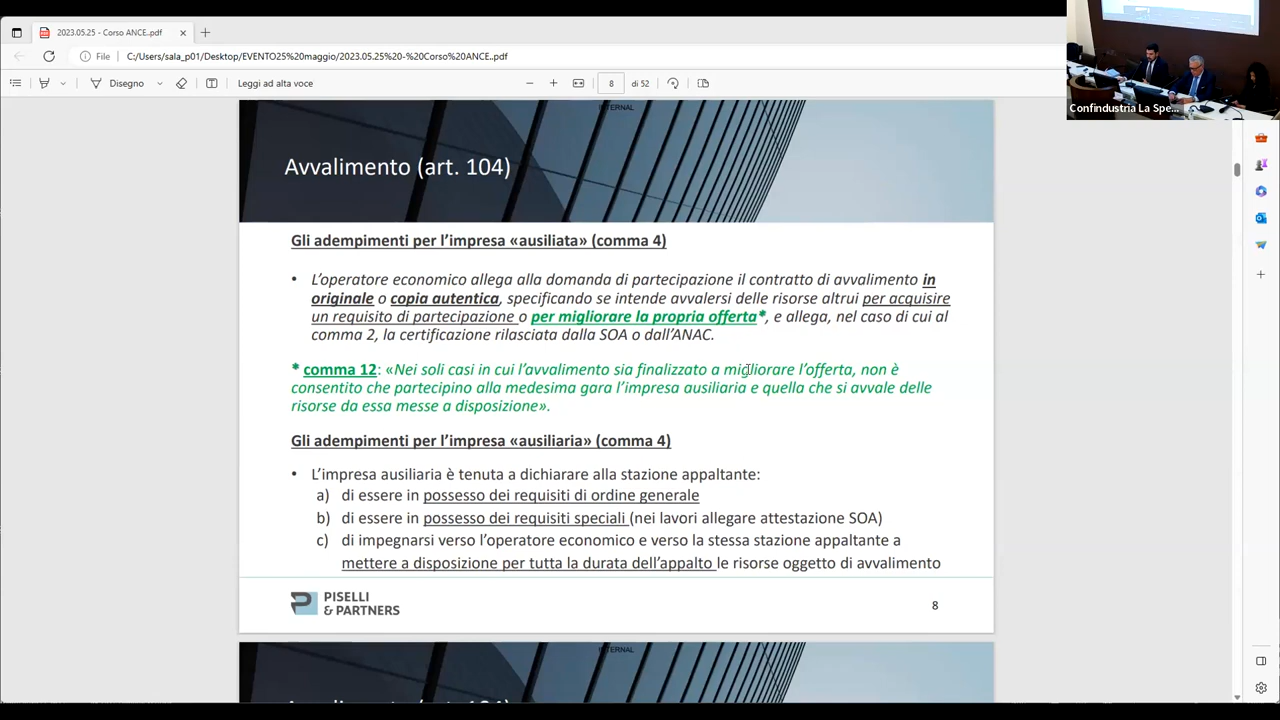 2023.05.25 - Corso ANCE..pdf
File
C:/Users/sala_p01/Desktop/EVENTO25%20maggio/2023.05.25%20-%20Corso%20ANCE..pdf
Disegno
Leggi ad alta voce
8
di 52
Confindustria La Spe...
INTERNAL
Avvalimento (art. 104)
Gli adempimenti per l’impresa «ausiliata» (comma 4)
• L’operatore economico allega alla domanda di partecipazione il contratto di avvalimento in
originale o copia autentica, specificando se intende avvalersi delle risorse altrui per acquisire
un requisito di partecipazione o per migliorare la propria offerta*, e allega, nel caso di cui al
comma 2, la certificazione rilasciata dalla SOA o dall’ANAC.
* comma 12: «Nei soli casi in cui l’avvalimento sia finalizzato a migliorare l’offerta, non è
consentito che partecipino alla medesima gara l’impresa ausiliaria e quella che si avvale delle
risorse da essa messe a disposizione».
Gli adempimenti per l’impresa «ausiliaria» (comma 4)
• L’impresa ausiliaria è tenuta a dichiarare alla stazione appaltante:
a) di essere in possesso dei requisiti di ordine generale
b) di essere in possesso dei requisiti speciali (nei lavori allegare attestazione SOA)
c) di impegnarsi verso l’operatore economico e verso la stessa stazione appaltante a
mettere a disposizione per tutta la durata dell’appalto le risorse oggetto di avvalimento
PISELLI
& PARTNERS
8
INTERNAL